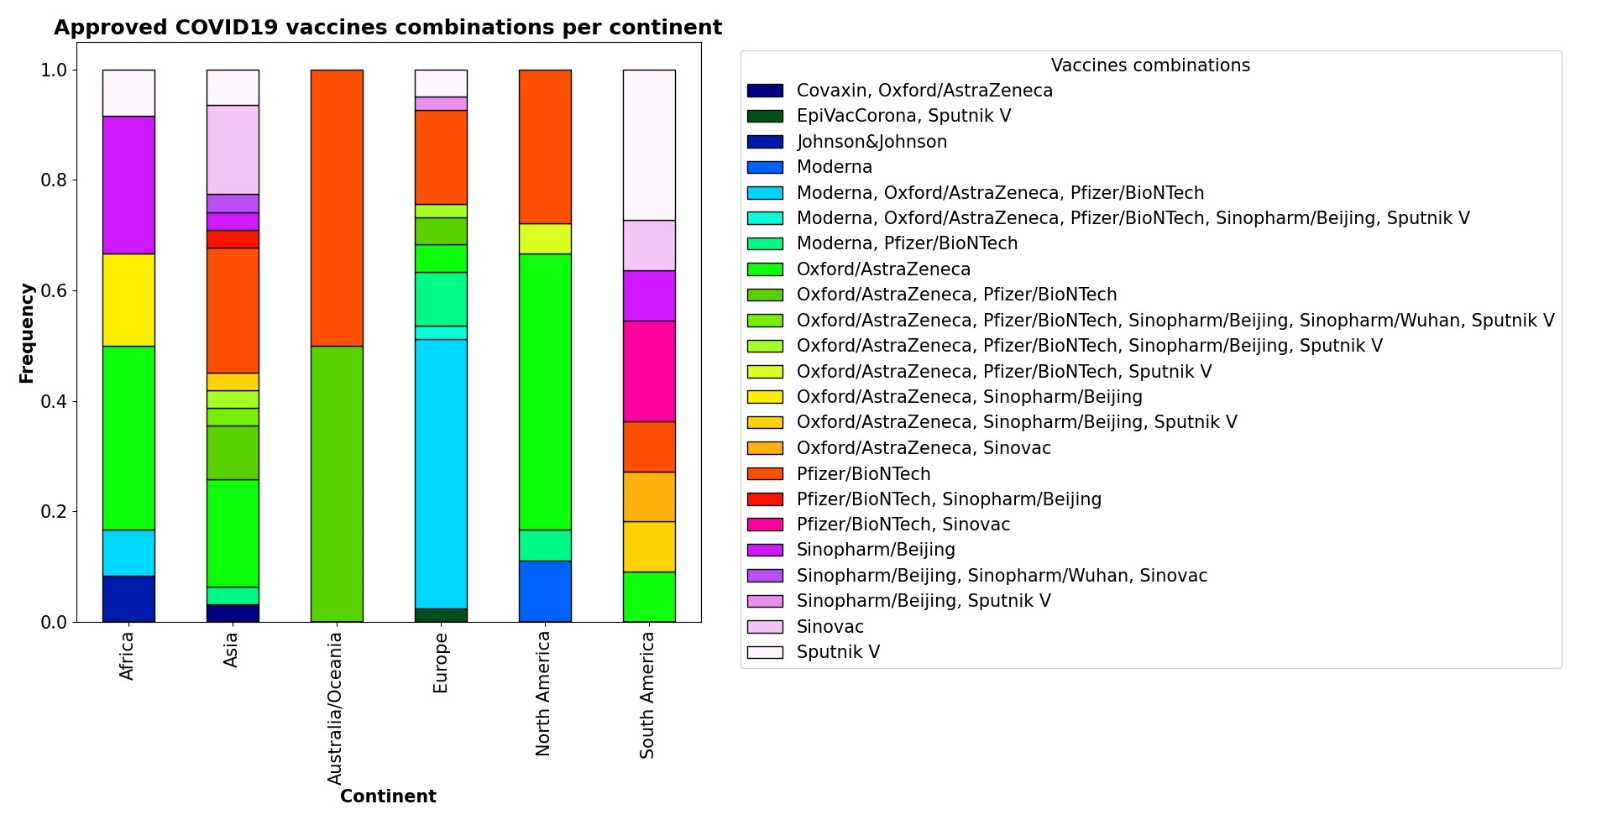 Approved COVID19 vaccines combinations per continent
1.0
0.8
0.6
0.4
0.2
0.0
Frequency
Africa
Asia
Australia/Oceania
Europe
North America
South America
Continent
Vaccines combinations
Covaxin, Oxford/AstraZeneca
EpiVacCorona, Sputnik V
Johnson&Johnson
Moderna
Moderna, Oxford/AstraZeneca, Pfizer/BioNTech
Moderna, Oxford/AstraZeneca, Pfizer/BioNTech, Sinopharm/Beijing, Sputnik V
Moderna, Pfizer/BioNTech
Oxford/AstraZeneca
Oxford/AstraZeneca, Pfizer/BioNTech
Oxford/AstraZeneca, Pfizer/BioNTech, Sinopharm/Beijing, Sinopharm/Wuhan, Sputnik V
Oxford/AstraZeneca, Pfizer/BioNTech, Sinopharm/Beijing, Sputnik V
Oxford/AstraZeneca, Pfizer/BioNTech, Sputnik V
Oxford/AstraZeneca, Sinopharm/Beijing
Oxford/AstraZeneca, Sinopharm/Beijing, Sputnik V
Oxford/AstraZeneca, Sinovac
Pfizer/BioNTech
Pfizer/BioNTech, Sinopharm/Beijing
Pfizer/BioNTech, Sinovac
Sinopharm/Beijing
Sinopharm/Beijing, Sinopharm/Wuhan, Sinovac
Sinopharm/Beijing, Sputnik V
Sinovac
Sputnik V